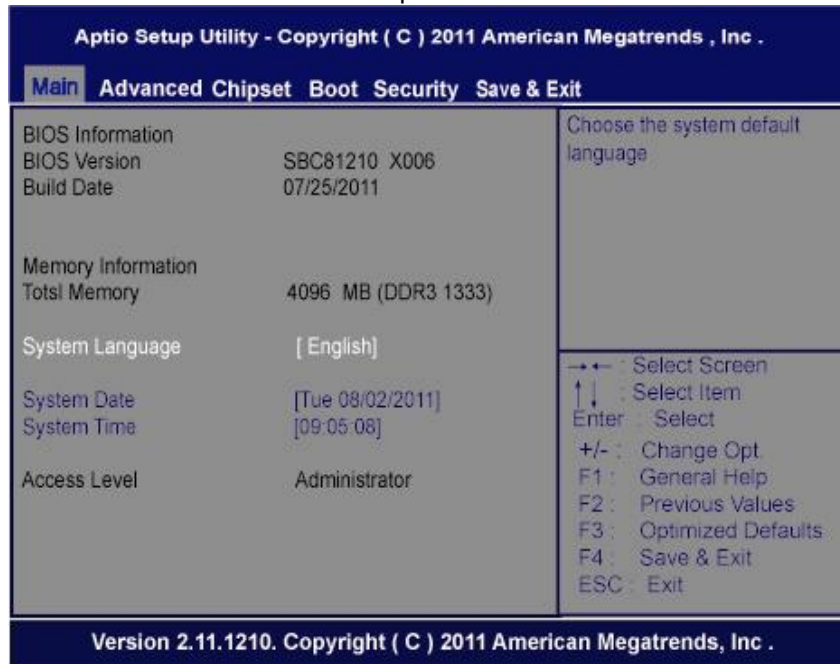 Aptio Setup Utility - Copyright ( C ) 2011 American Megatrends , Inc .
Main Advanced Chipset Boot Security Save & Exit
BIOS Information
BIOS Version SBC81210 X006
Build Date 07/25/2011
Memory Information
Totsl Memory 4096 MB (DDR3 1333)
System Language [ English]
System Date [Tue 08/02/2011]
System Time [09:05:08]
Access Level Administrator
Choose the system default
language
→← : Select Screen
↑↓ : Select Item
Enter : Select
+/- : Change Opt.
F1 : General Help
F2 : Previous Values
F3 : Optimized Defaults
F4 : Save & Exit
ESC : Exit
Version 2.11.1210. Copyright ( C ) 2011 American Megatrends, Inc .